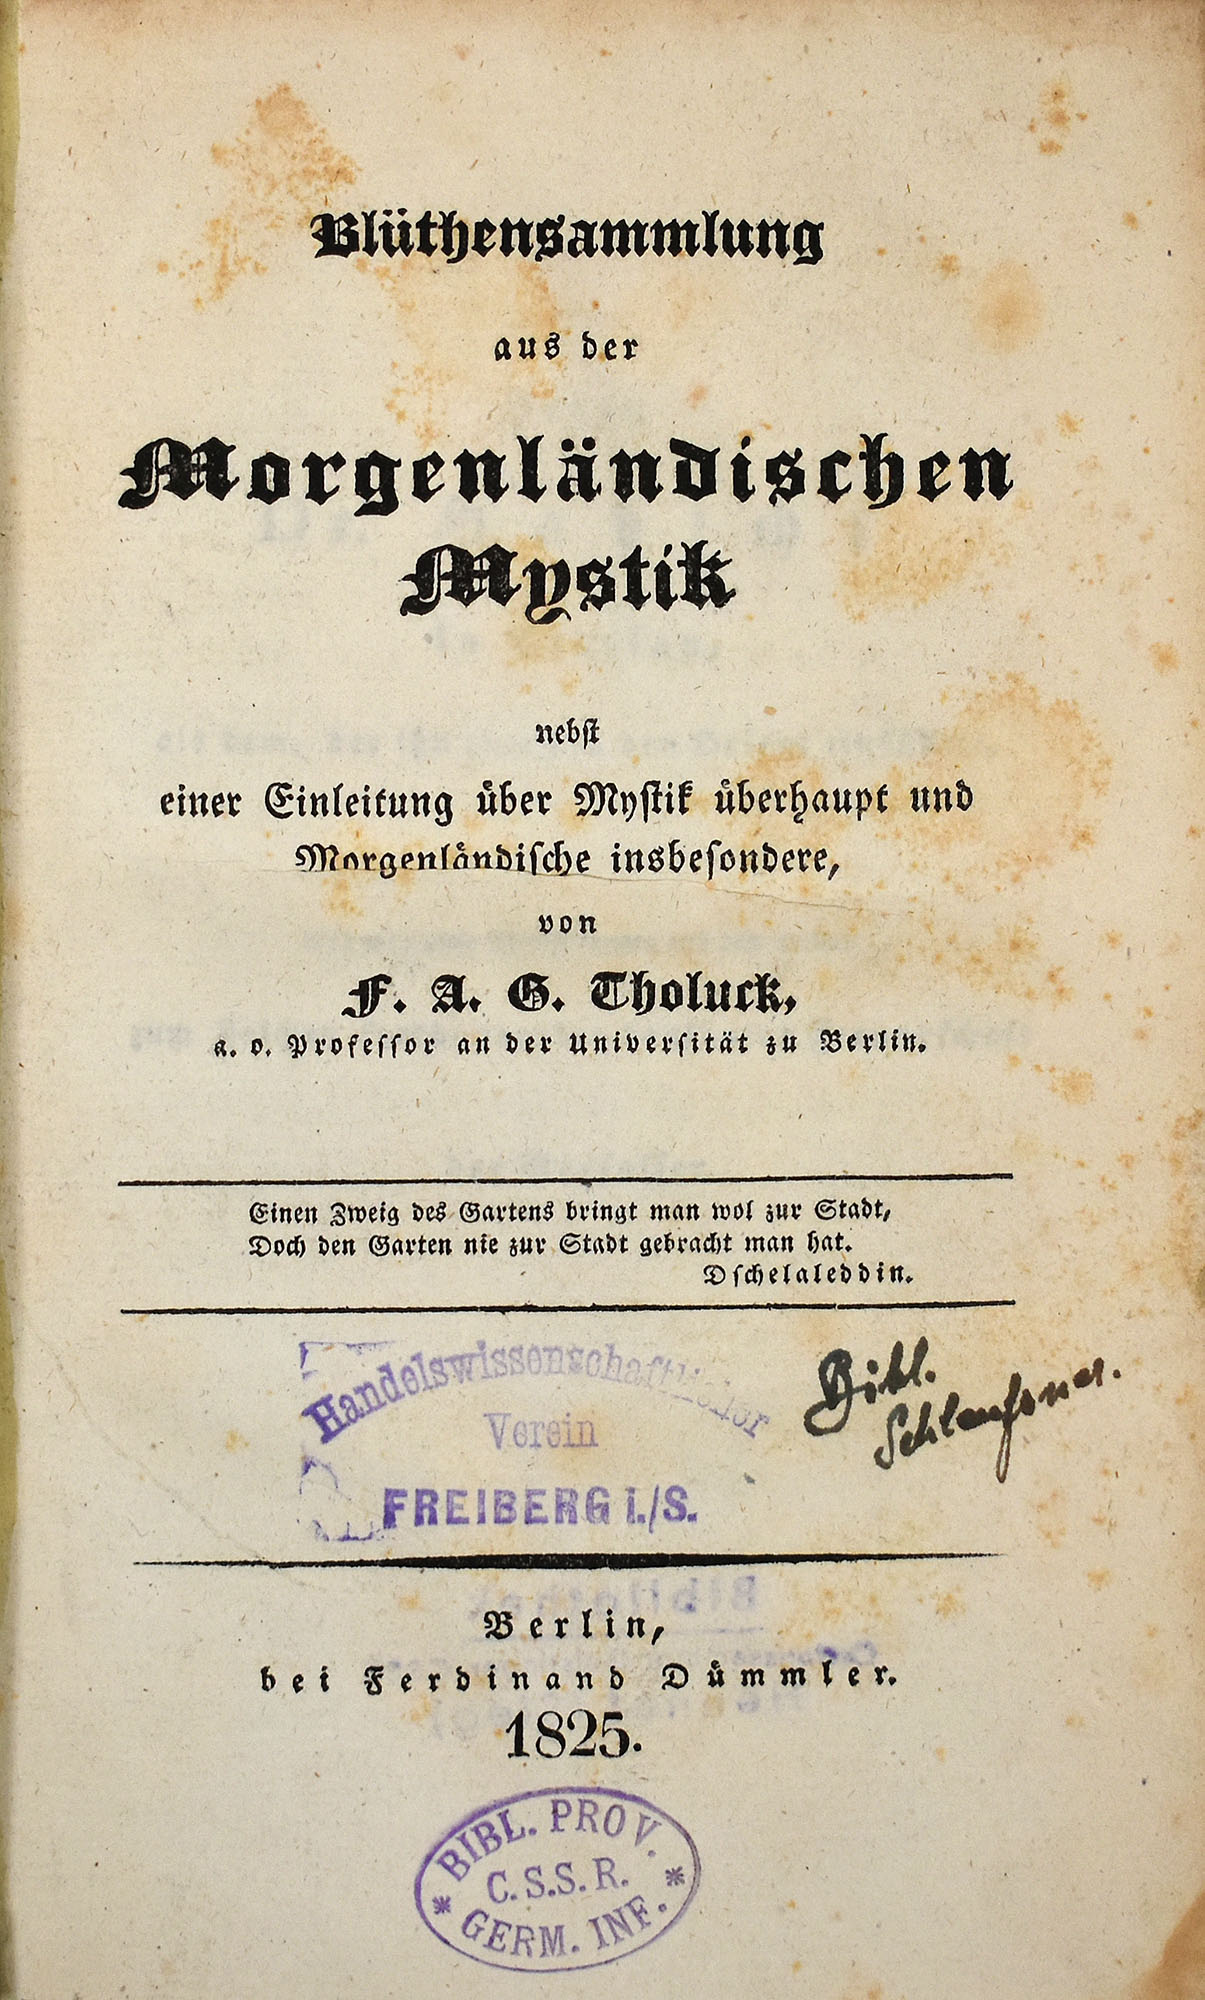 Blüthensammlung
aus der
Morgenländischen
Mystik
nebst
einer Einleitung über Mystik überhaupt und
Morgenländische insbesondere,
von
F. A. G. Tholuck,
a. o. Professor an der Universität zu Berlin.
Einen Zweig des Gartens bringt man wol zur Stadt,
Doch den Garten nie zur Stadt gebracht man hat.
Dschelaleddin.
Handelswissenschaftlicher
Verein
FREIBERG i./S.
Bibl.
Berlin,
bei Ferdinand Dümmler.
1825.
BIBL. PROV.
* C.S.S.R. *
GERM. INF.